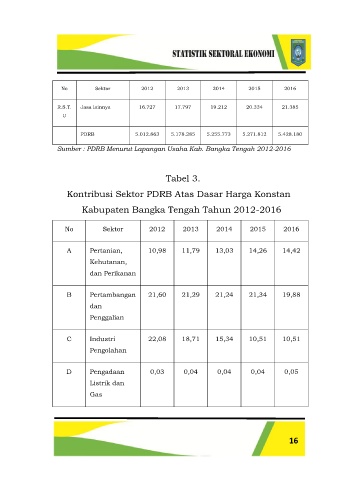 STATISTIK SEKTORAL EKONOMI
No Sektor 2012 2013 2014 2015 2016
R.S.T. Jasa lainnya 16.727 17.797 19.212 20.334 21.385
U
PDRB 5.012.863 5.178.285 5.255.773 5.271.812 5.428.180
Sumber : PDRB Menurut Lapangan Usaha Kab. Bangka Tengah 2012-2016
Tabel 3.
Kontribusi Sektor PDRB Atas Dasar Harga Konstan
Kabupaten Bangka Tengah Tahun 2012-2016
No Sektor 2012 2013 2014 2015 2016
A Pertanian, 10,98 11,79 13,03 14,26 14,42
Kehutanan,
dan Perikanan
B Pertambangan 21,60 21,29 21,24 21,34 19,88
dan
Penggalian
C Industri 22,08 18,71 15,34 10,51 10,51
Pengolahan
D Pengadaan 0,03 0,04 0,04 0,04 0,05
Listrik dan
Gas
16